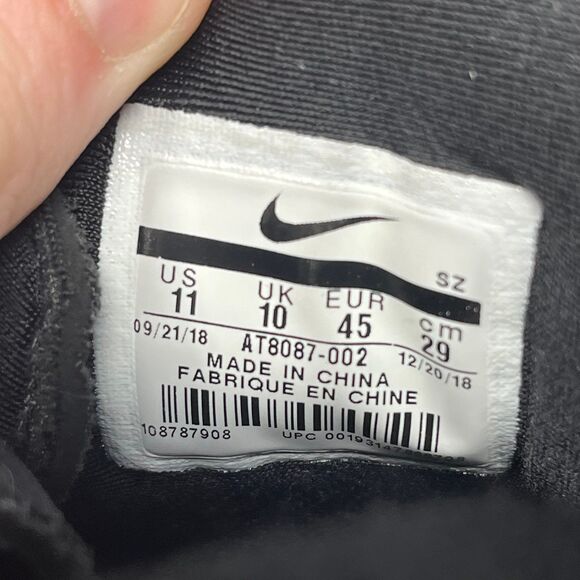 SZ
US UK EUR cm
11 10 45 29
09/21/18 AT8087-002 12/20/18
MADE IN CHINA
FABRIQUE EN CHINE
108787908 UPC